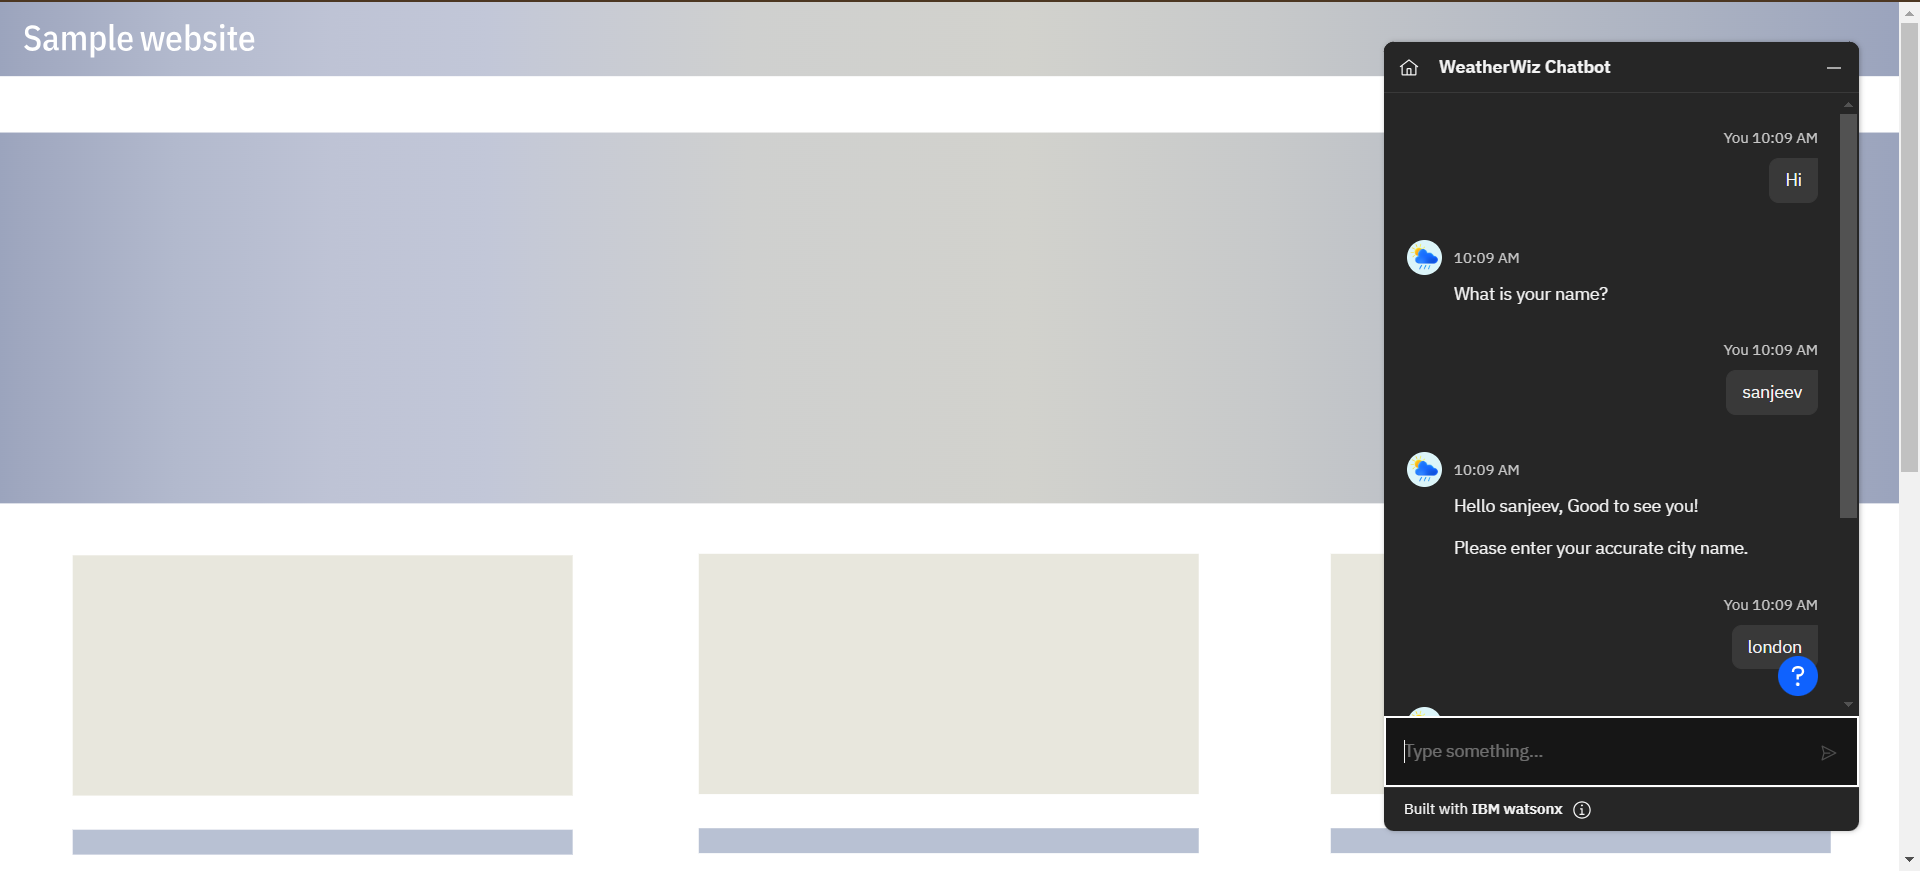 Sample website
WeatherWiz Chatbot
You 10:09 AM
Hi
10:09 AM
What is your name?
You 10:09 AM
sanjeev
10:09 AM
Hello sanjeev, Good to see you!
Please enter your accurate city name.
You 10:09 AM
london
?
Type something...
Built with IBM watsonx